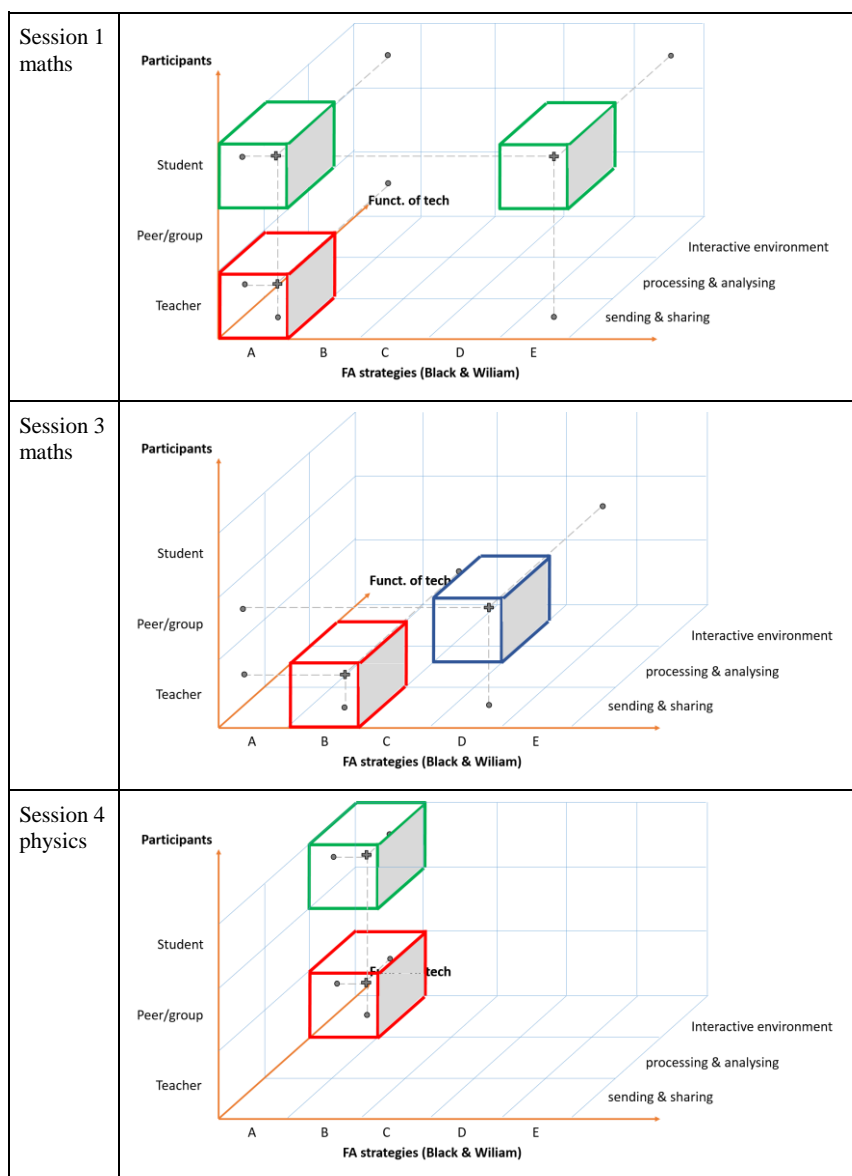 Session 1
maths
Participants
Student
Funct. of tech
Peer/group
Interactive environment
processing & analysing
Teacher
sending & sharing
A B C D E
FA strategies (Black & Wiliam)
Session 3
maths
Participants
Student
Funct. of tech
Peer/group
Interactive environment
processing & analysing
Teacher
sending & sharing
A B C D E
FA strategies (Black & Wiliam)
Session 4
physics
Participants
Student
tech
Peer/group
Interactive environment
processing & analysing
Teacher
sending & sharing
A B C D E
FA strategies (Black & Wiliam)